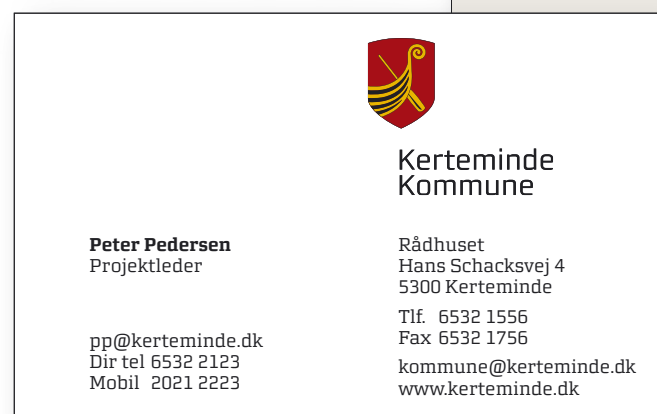 Kerteminde
Kommune
Peter Pedersen
Projektleder
pp@kerteminde.dk
Dir tel 6532 2123
Mobil 2021 2223
Rådhuset
Hans Schacksvej 4
5300 Kerteminde
Tlf. 6532 1556
Fax 6532 1756
kommune@kerteminde.dk
www.kerteminde.dk